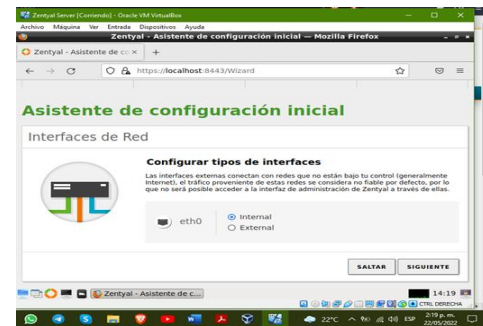 Zentyal Server [Corriendo] - Oracle VM VirtualBox
Archivo Máquina Ver Entrada Dispositivos Ayuda
Zentyal - Asistente de configuración inicial — Mozilla Firefox
Zentyal - Asistente de co
https://localhost:8443/Wizard
Asistente de configuración inicial
Interfaces de Red
Configurar tipos de interfaces
Las interfaces externas conectan con redes que no están bajo tu control (generalmente
Internet), el tráfico proveniente de estas redes se considera no fiable por defecto, por lo
que no será posible acceder a la interfaz de administración de Zentyal a través de ellas.
eth0
Internal
External
SALTAR
SIGUIENTE
Zentyal - Asistente de c...
14:19
CTRL DERECHA
22°C
ESP
2:19 p. m.
22/05/2022